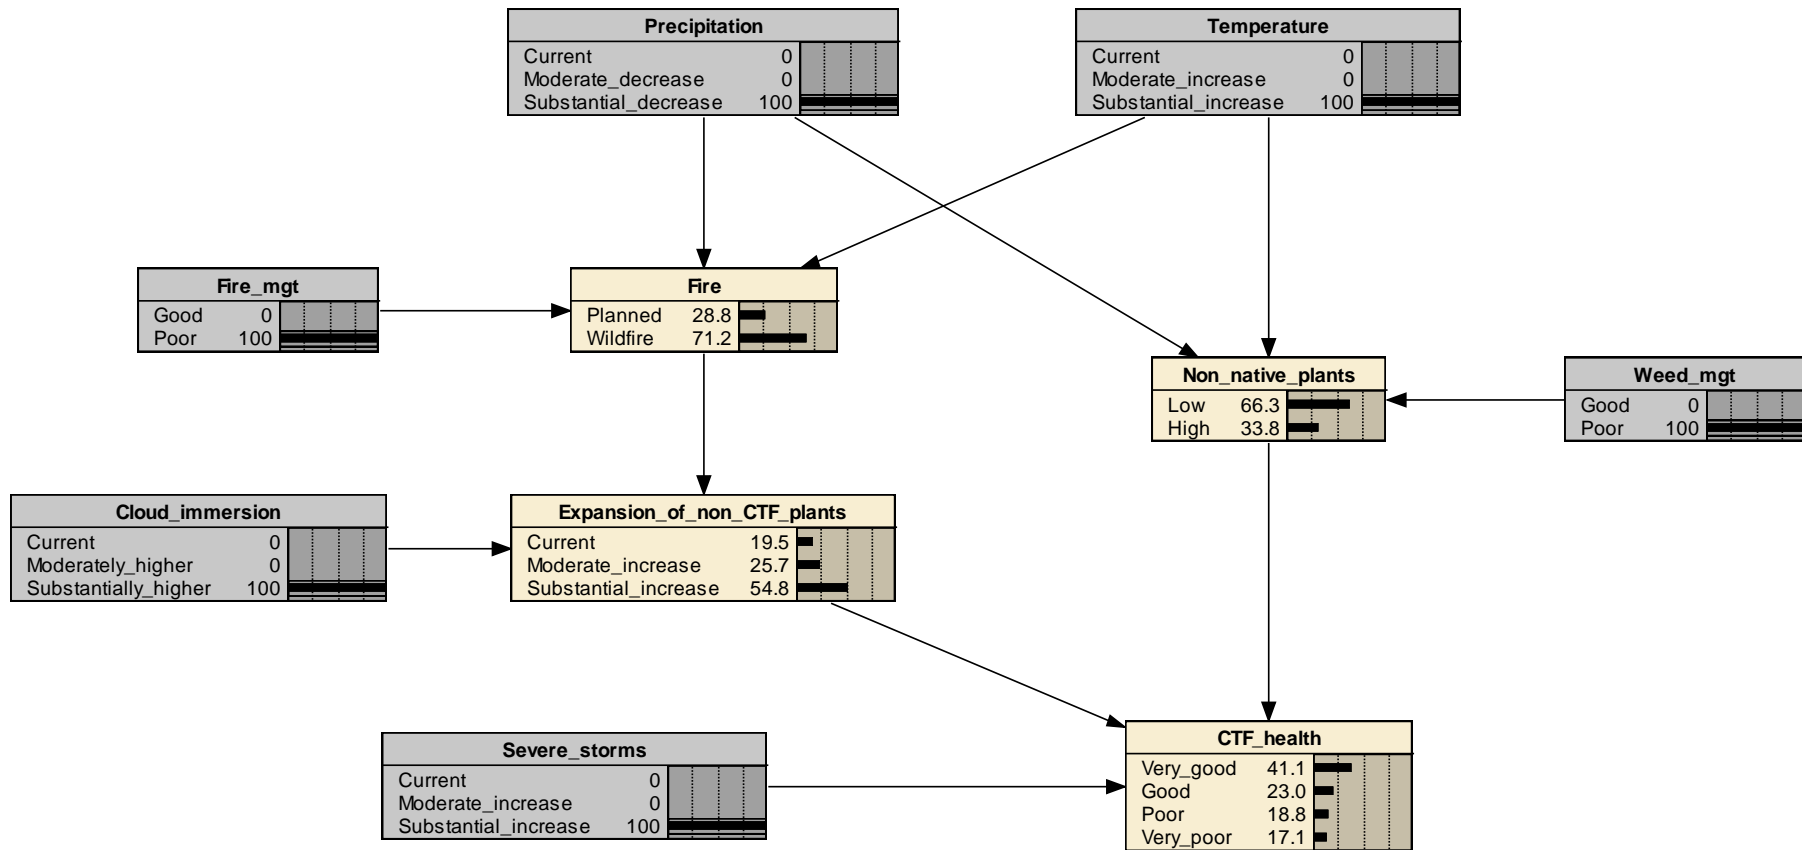 Precipitation
Current 0
Moderate_decrease 0
Substantial_decrease 100
Temperature
Current 0
Moderate_increase 0
Substantial_increase 100
Fire_mgt
Good 0
Poor 100
Fire
Planned 28.8
Wildfire 71.2
Non_native_plants
Low 66.3
High 33.8
Weed_mgt
Good 0
Poor 100
Cloud_immersion
Current 0
Moderately_higher 0
Substantially_higher 100
Expansion_of_non_CTF_plants
Current 19.5
Moderate_increase 25.7
Substantial_increase 54.8
Severe_storms
Current 0
Moderate_increase 0
Substantial_increase 100
CTF_health
Very_good 41.1
Good 23.0
Poor 18.8
Very_poor 17.1